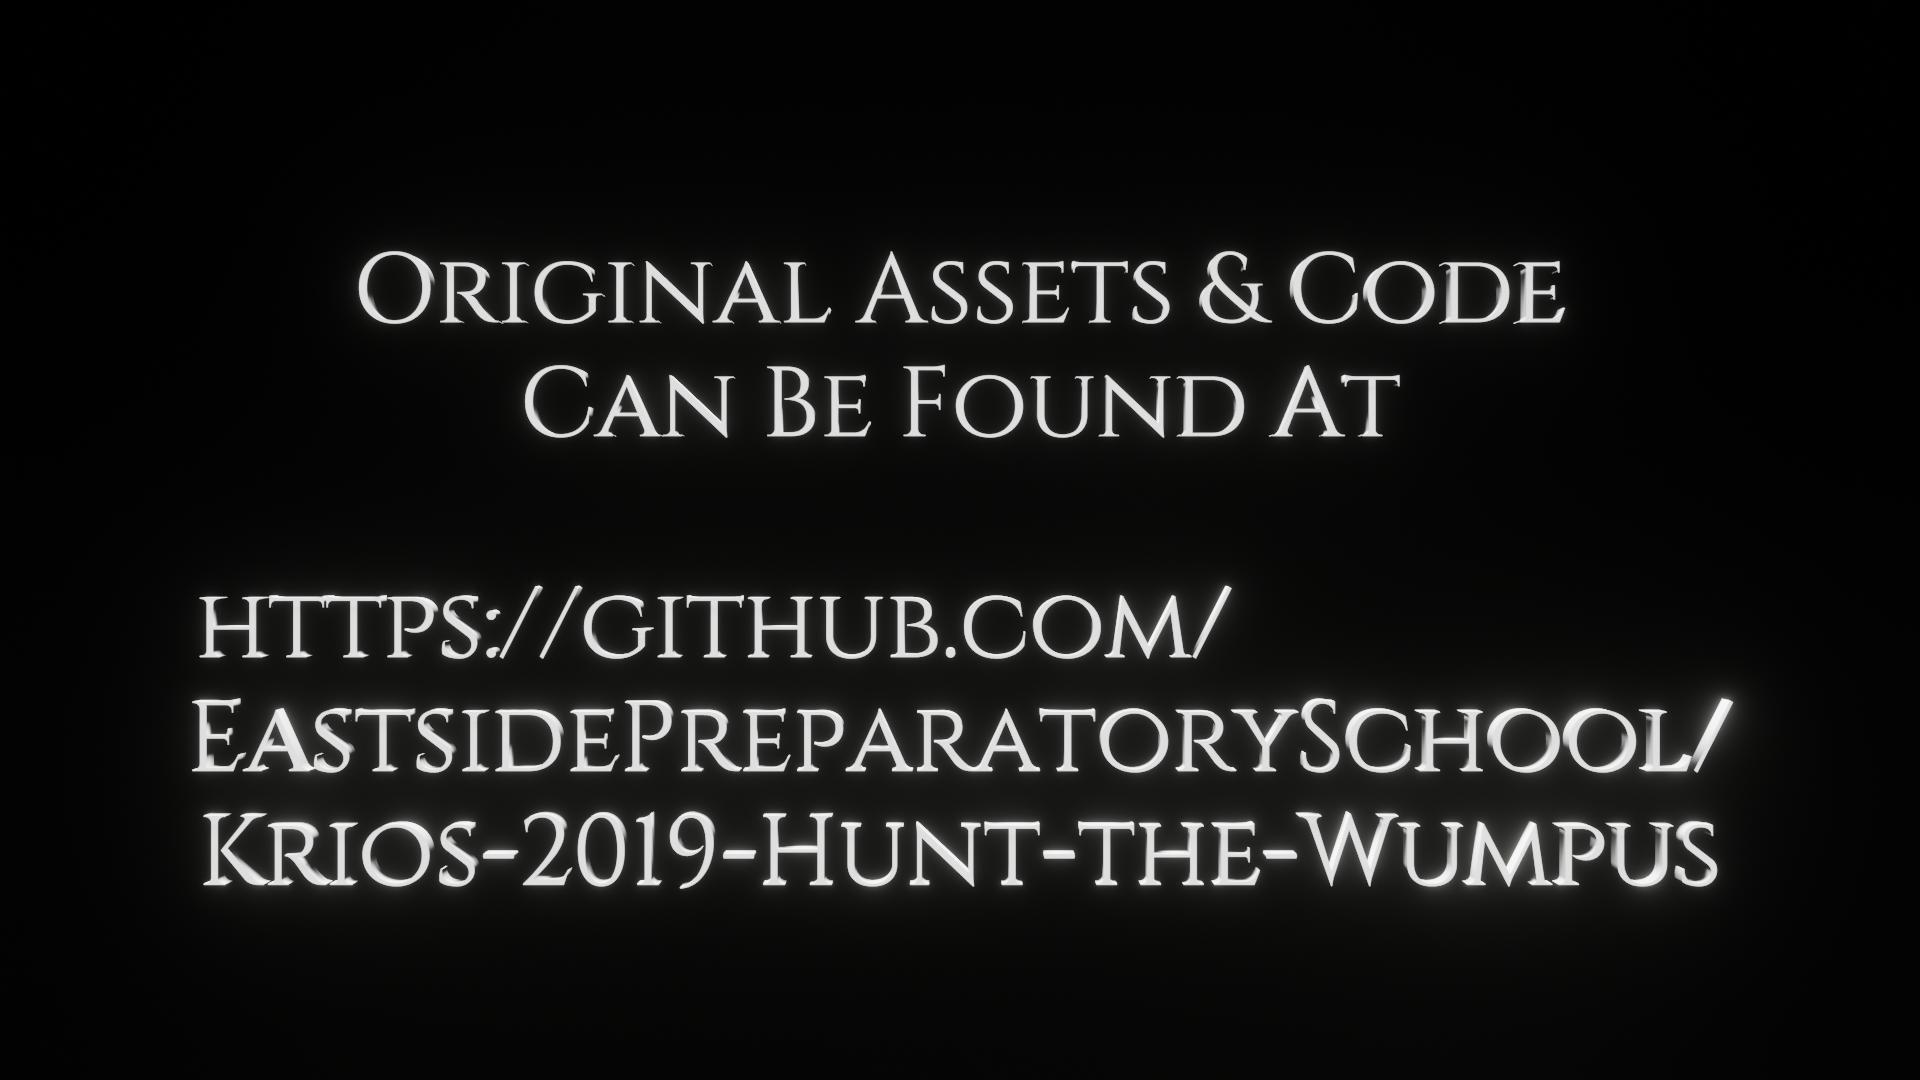 Original Assets & Code
Can Be Found At
https://github.com/
EastsidePreparatorySchool/
Krios-2019-Hunt-the-Wumpus